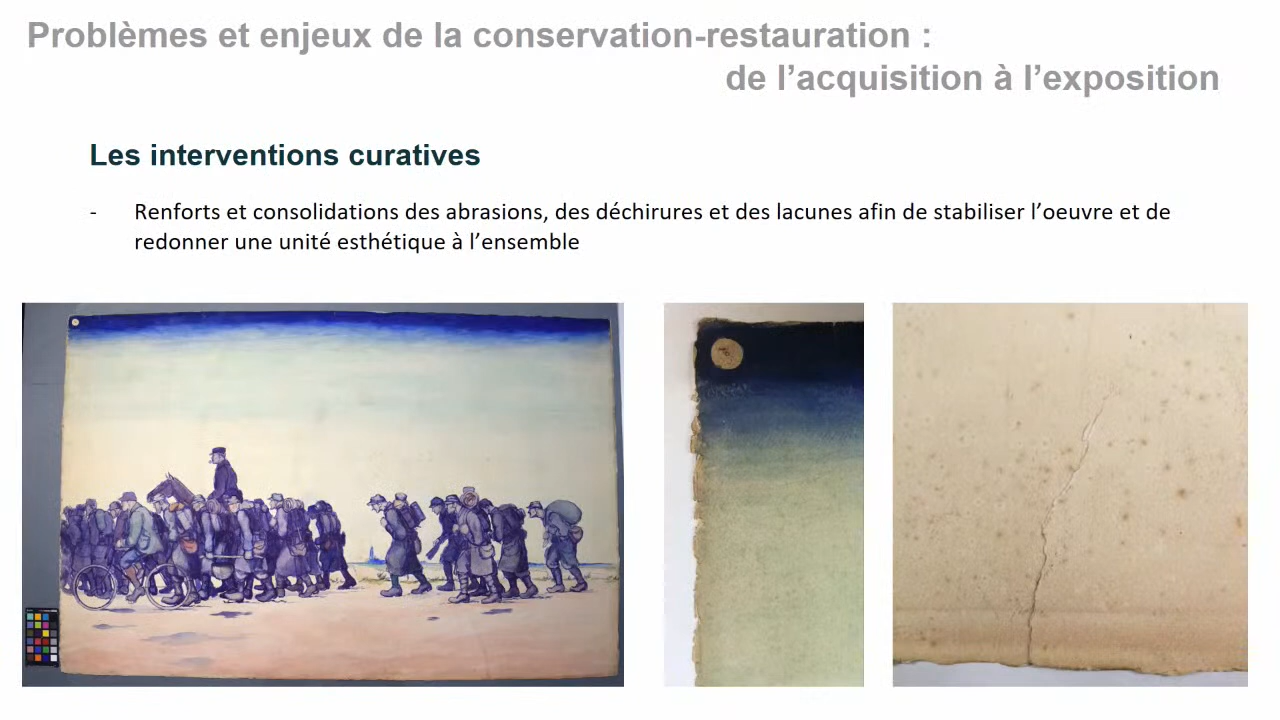 Problèmes et enjeux de la conservation-restauration :
de l’acquisition à l’exposition
Les interventions curatives
- Renforts et consolidations des abrasions, des déchirures et des lacunes afin de stabiliser l’oeuvre et de
redonner une unité esthétique à l’ensemble